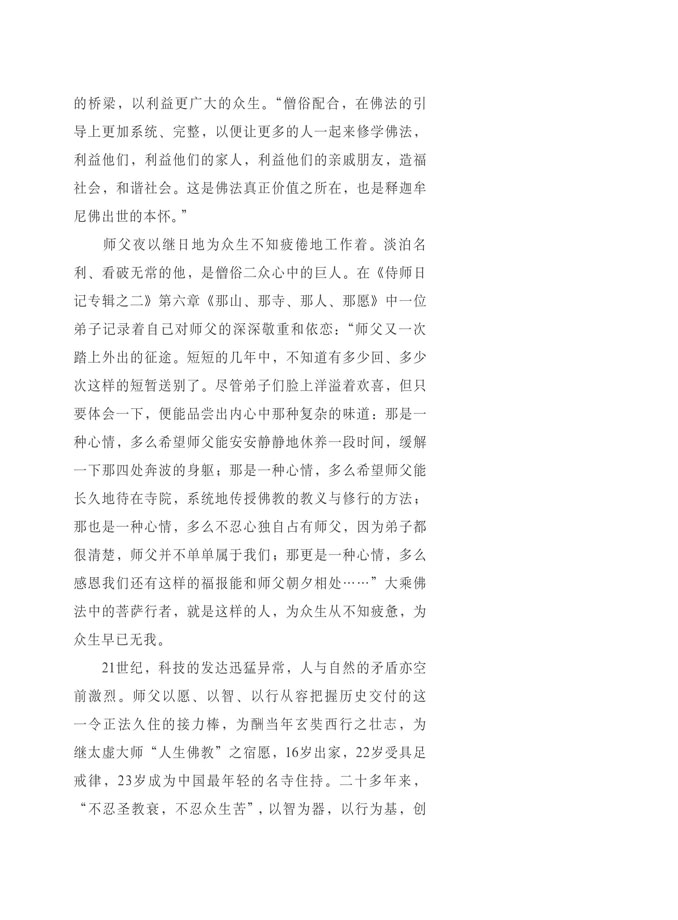 的桥梁，以利益更广大的众生。“僧俗配合，在佛法的引
导上更加系统、完整，以便让更多的人一起来修学佛法，
利益他们，利益他们的家人，利益他们的亲戚朋友，造福
社会，和谐社会。这是佛法真正价值之所在，也是释迦牟
尼佛出世的本怀。”
师父夜以继日地为众生不知疲倦地工作着。淡泊名
利、看破无常的他，是僧俗二众心中的巨人。在《侍师日
记专辑之二》第六章《那山、那寺、那人、那愿》中一位
弟子记录着自己对师父的深深敬重和依恋：“师父又一次
踏上外出的征途。短短的几年中，不知道有多少回、多少
次这样的短暂送别了。尽管弟子们脸上洋溢着欢喜，但只
要体会一下，便能品尝出内心中那种复杂的味道：那是一
种心情，多么希望师父能安安静静地休养一段时间，缓解
一下那四处奔波的身躯；那是一种心情，多么希望师父能
长久地待在寺院，系统地传授佛教的教义与修行的方法；
那也是一种心情，多么不忍心独自占有师父，因为弟子都
很清楚，师父并不单单属于我们；那更是一种心情，多么
感恩我们还有这样的福报能和师父朝夕相处……”大乘佛
法中的菩萨行者，就是这样的人，为众生从不知疲惫，为
众生早已无我。
21世纪，科技的发达迅猛异常，人与自然的矛盾亦空
前激烈。师父以愿、以智、以行从容把握历史交付的这
一令正法久住的接力棒，为酬当年玄奘西行之壮志，为
继太虚大师“人生佛教”之宿愿，16岁出家，22岁受具足
戒律，23岁成为中国最年轻的名寺住持。二十多年来，
“不忍圣教衰，不忍众生苦”，以智为器，以行为基，创